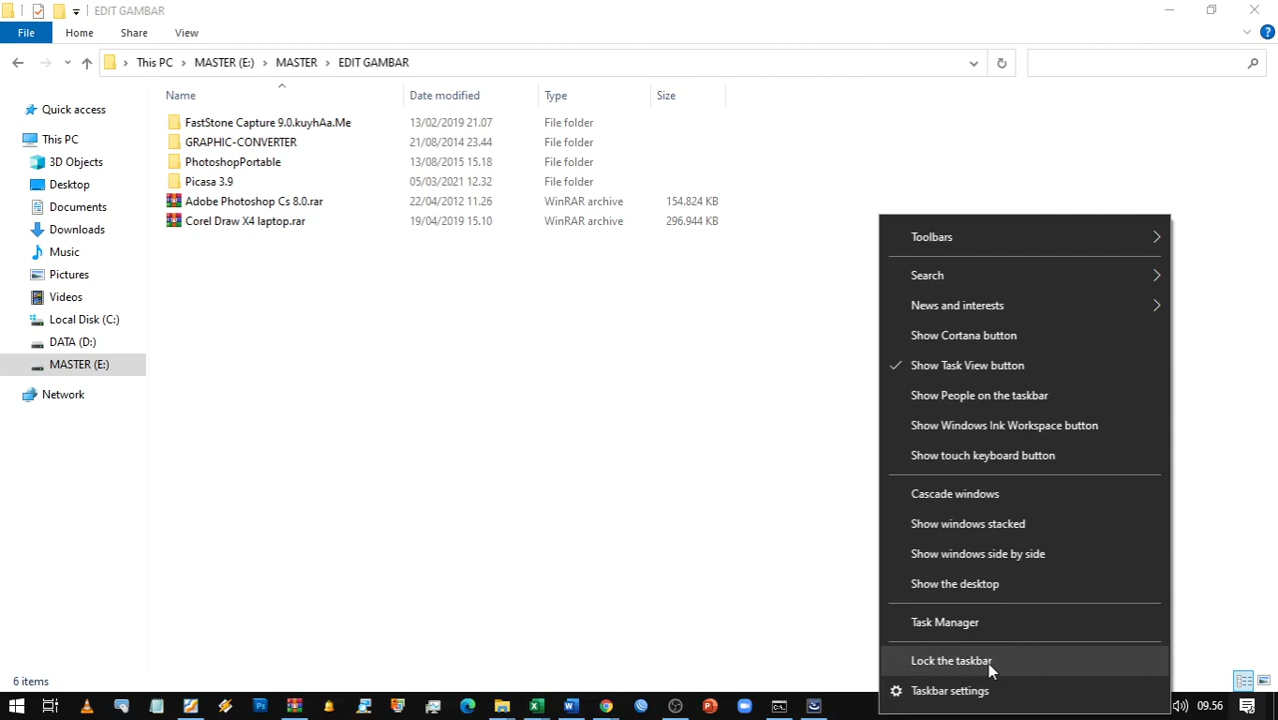 EDIT GAMBAR
File Home Share View
This PC MASTER (E:) MASTER EDIT GAMBAR
Name Date modified Type Size
Quick access
This PC
3D Objects
Desktop
Documents
Downloads
Music
Pictures
Videos
Local Disk (C:)
DATA (D:)
MASTER (E:)
Network
FastStone Capture 9.0.kuyhAa.Me 13/02/2019 21.07 File folder
GRAPHIC-CONVERTER 21/08/2014 23.44 File folder
PhotoshopPortable 13/08/2015 15.18 File folder
Picasa 3.9 05/03/2021 12.32 File folder
Adobe Photoshop Cs 8.0.rar 22/04/2012 11.26 WinRAR archive 154.824 KB
Corel Draw X4 laptop.rar 19/04/2019 15.10 WinRAR archive 296.944 KB
Toolbars
Search
News and interests
Show Cortana button
Show Task View button
Show People on the taskbar
Show Windows Ink Workspace button
Show touch keyboard button
Cascade windows
Show windows stacked
Show windows side by side
Show the desktop
Task Manager
Lock the taskbar
Taskbar settings
6 items
09.56